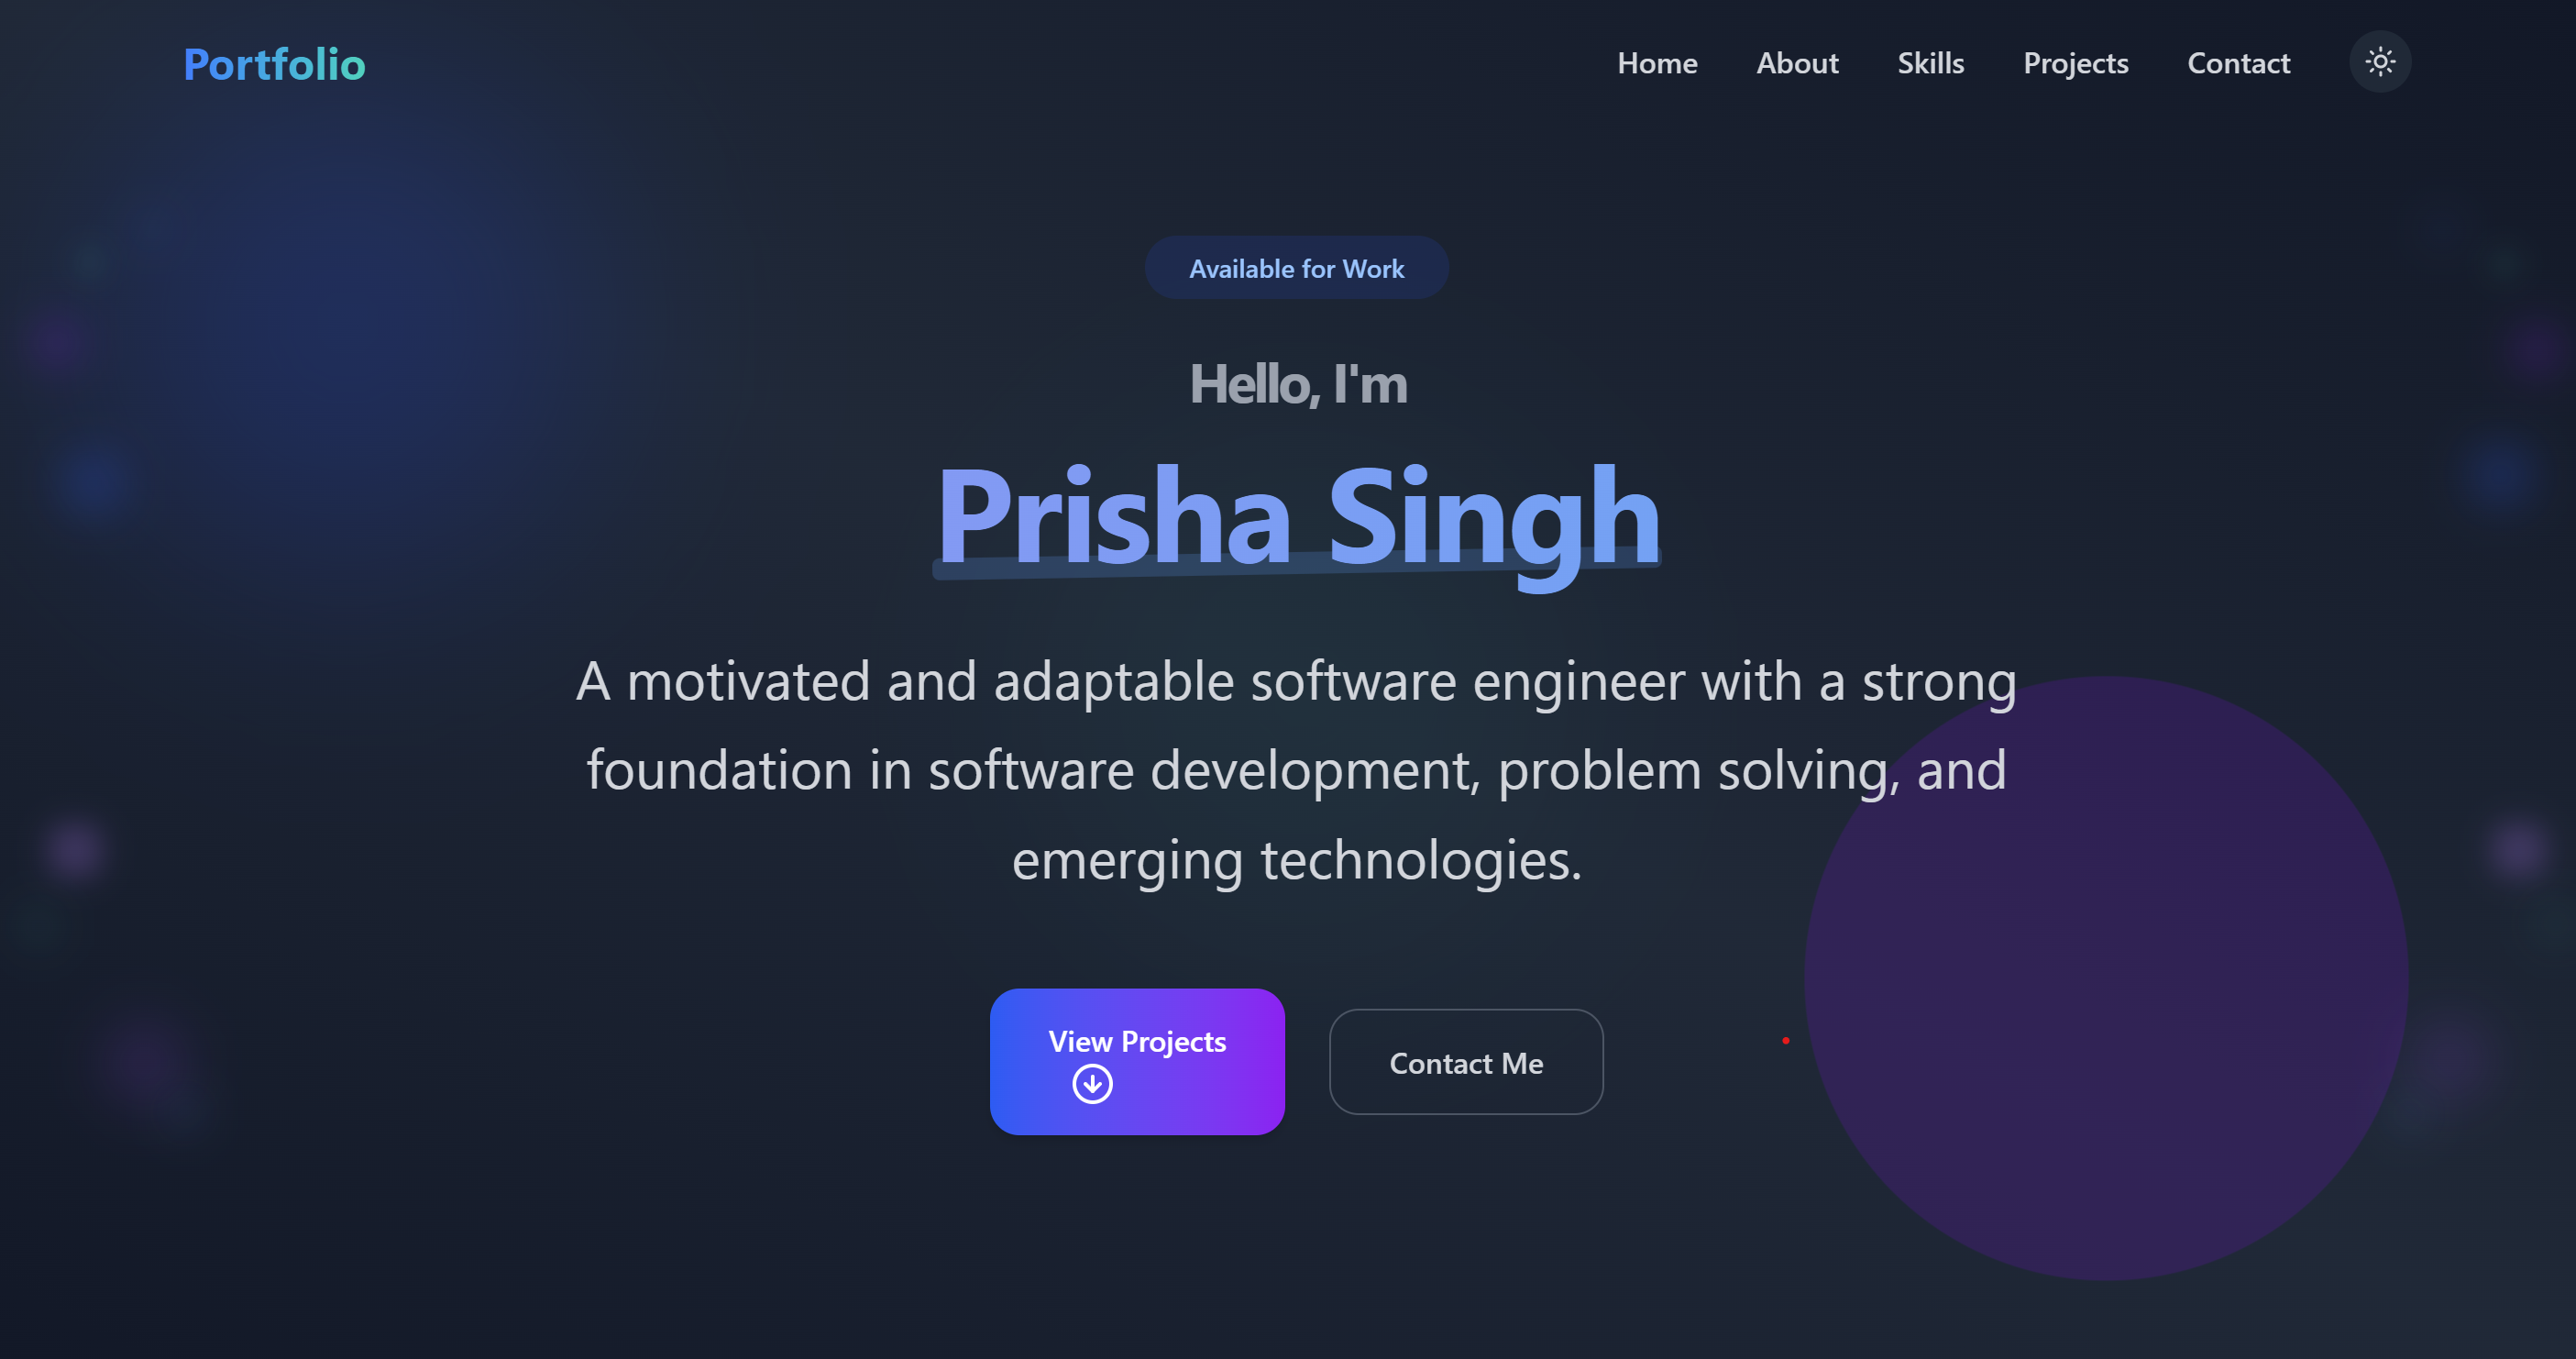 Portfolio
Home About Skills Projects Contact
Available for Work
Hello, I'm
Prisha Singh
A motivated and adaptable software engineer with a strong
foundation in software development, problem solving, and
emerging technologies.
View Projects
Contact Me